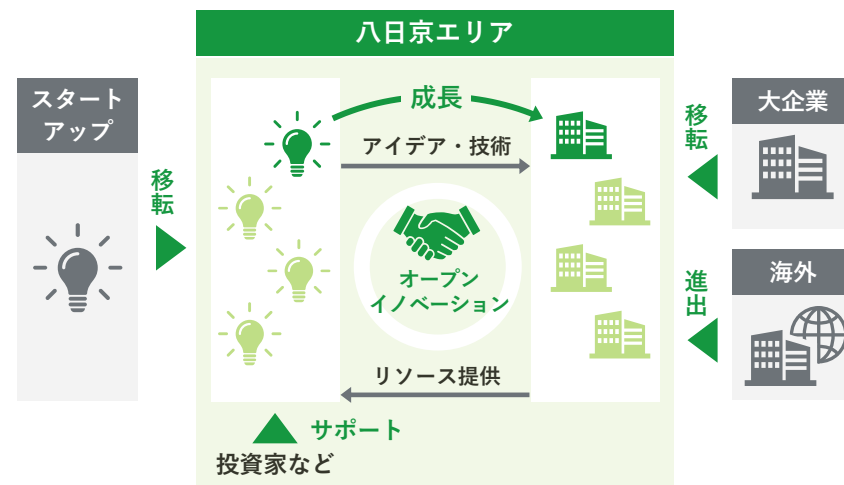 八日京エリア
スタート
アップ
移転
成長
アイデア・技術
オープン
イノベーション
リソース提供
サポート
投資家など
移転
大企業
進出
海外